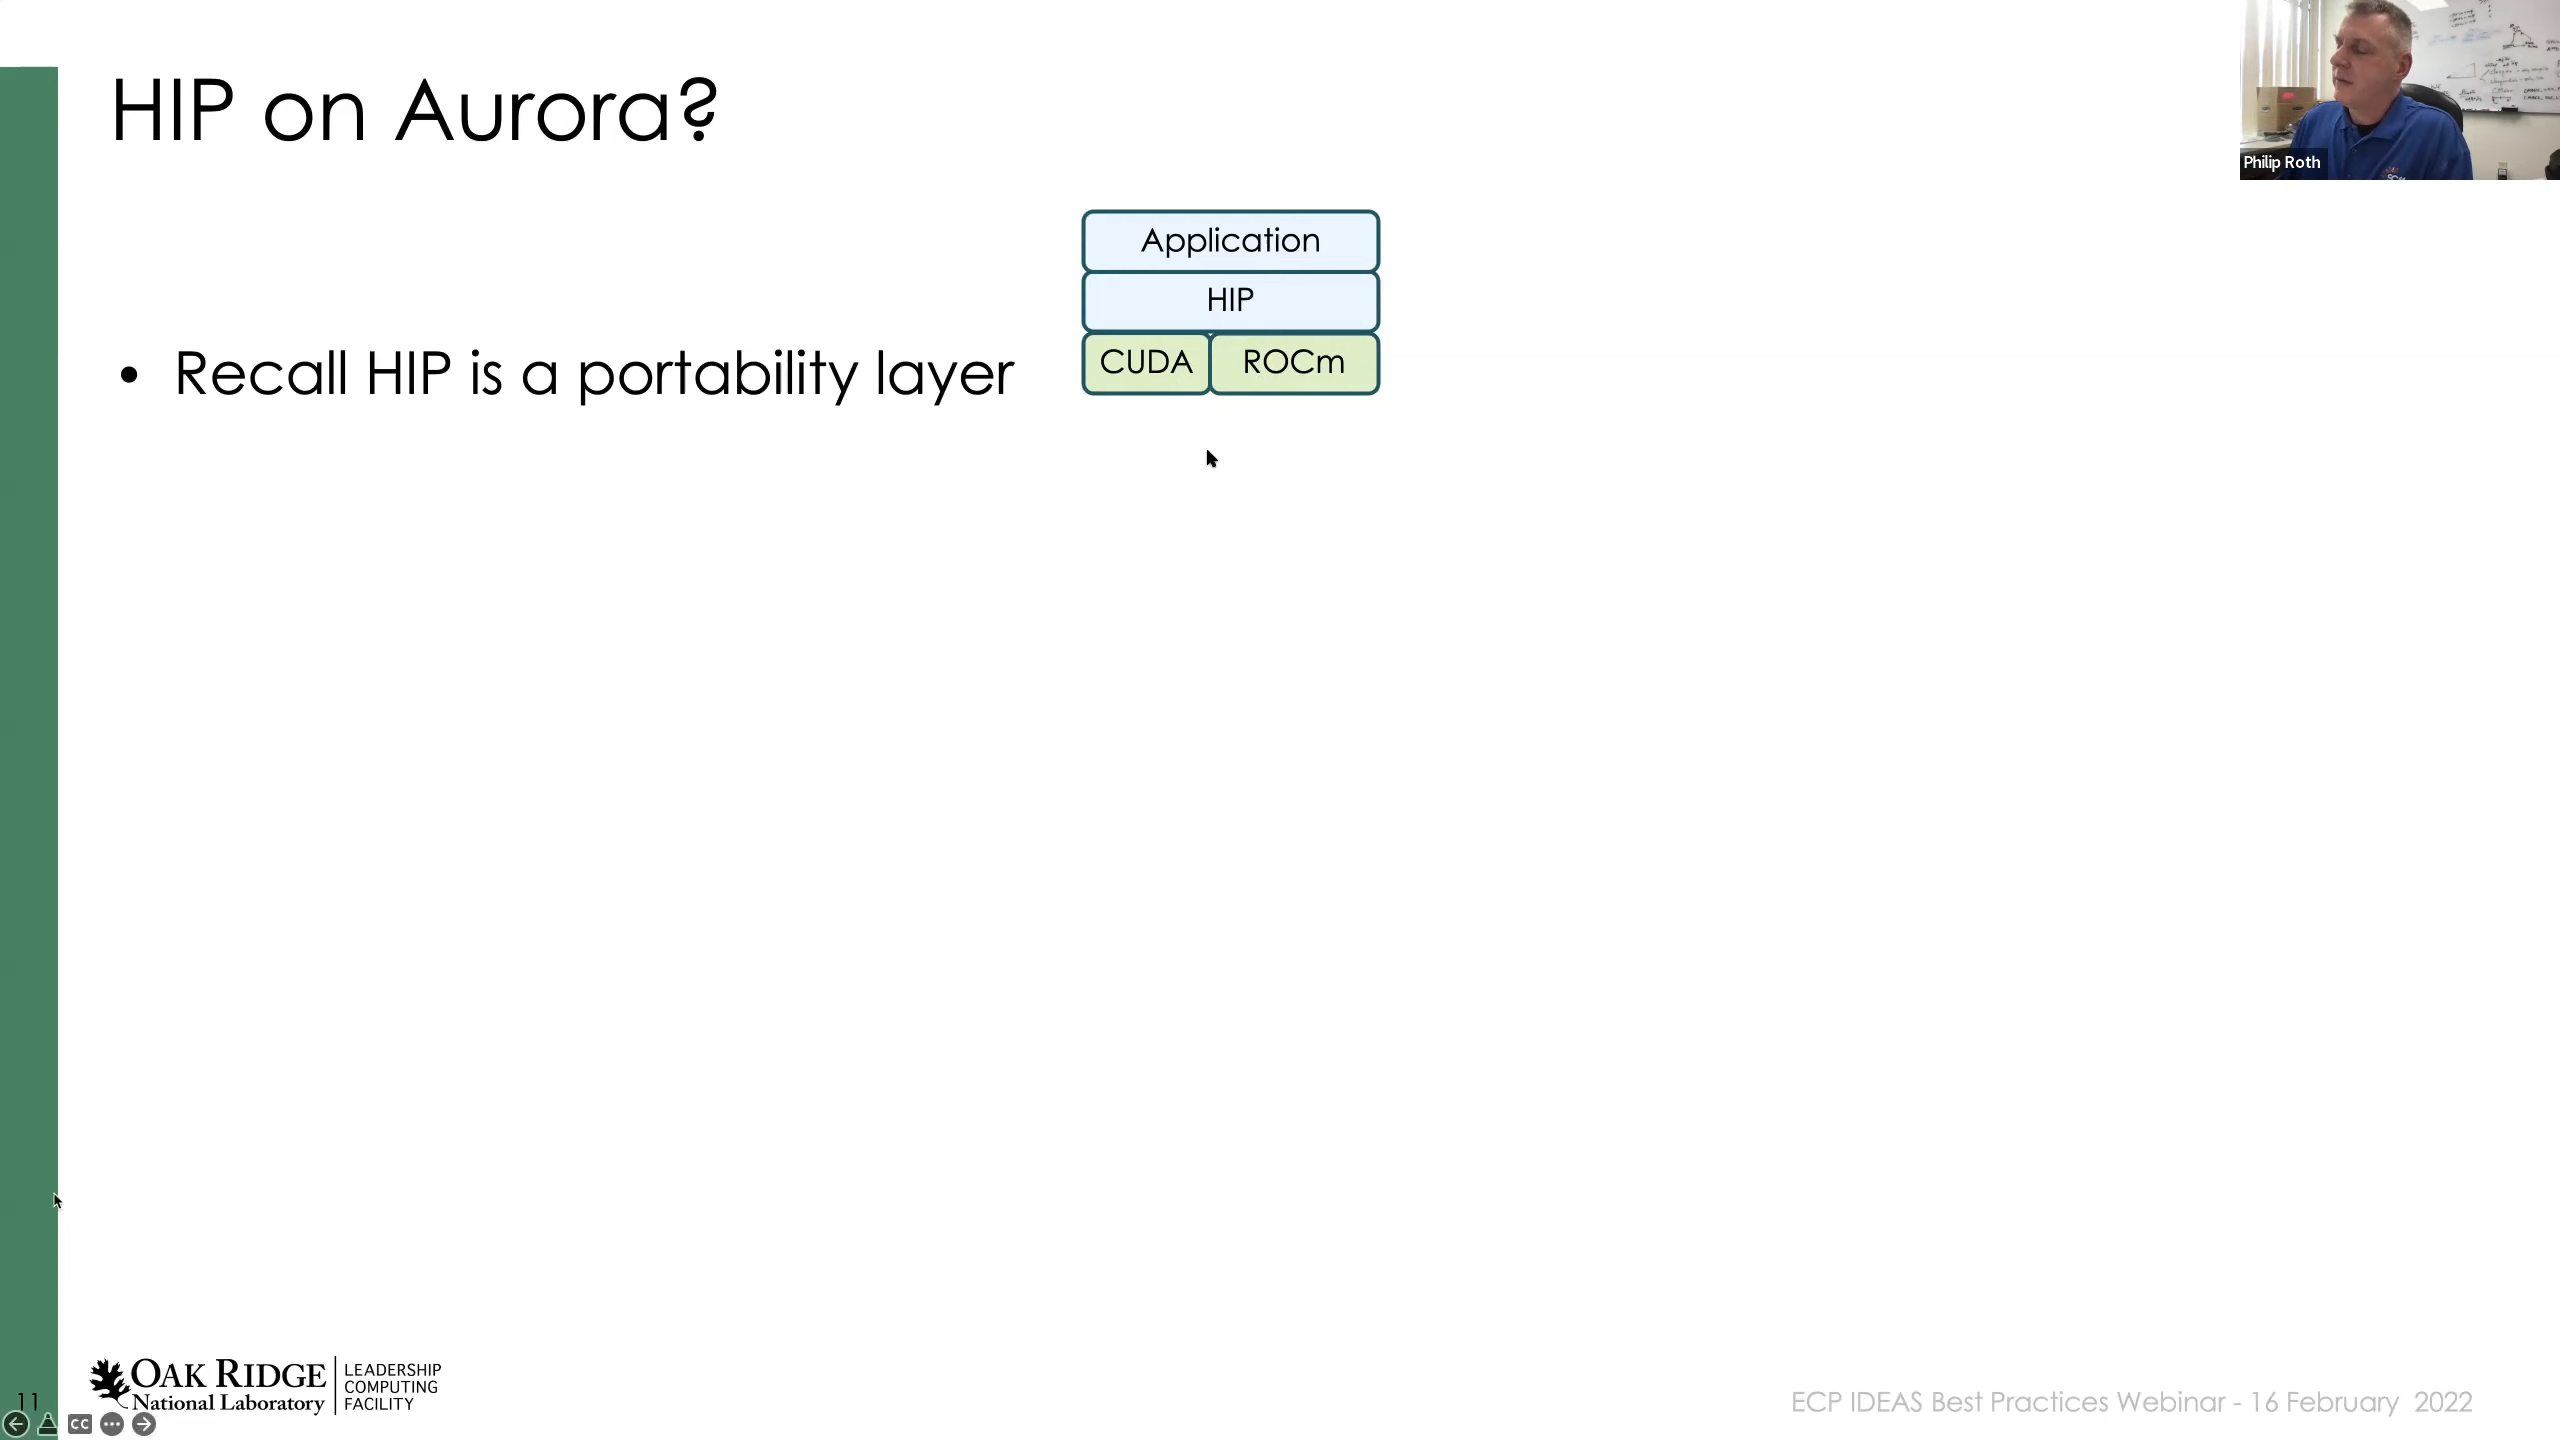 HIP on Aurora?
Philip Roth
Application
HIP
CUDA
ROCm
• Recall HIP is a portability layer
11
OAK RIDGE
National Laboratory
LEADERSHIP
COMPUTING
FACILITY
CC
ECP IDEAS Best Practices Webinar - 16 February 2022